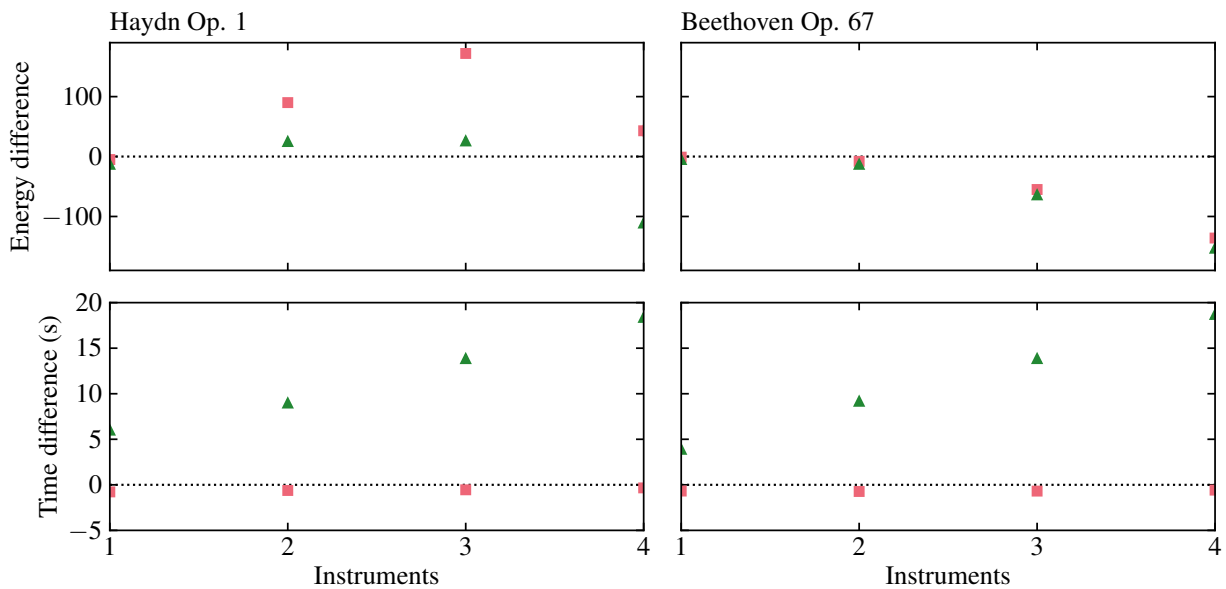 Haydn Op. 1
Beethoven Op. 67
Energy difference
100
0
−100
Time difference (s)
20
15
10
5
0
−5
1 2 3 4
1 2 3 4
Instruments
Instruments